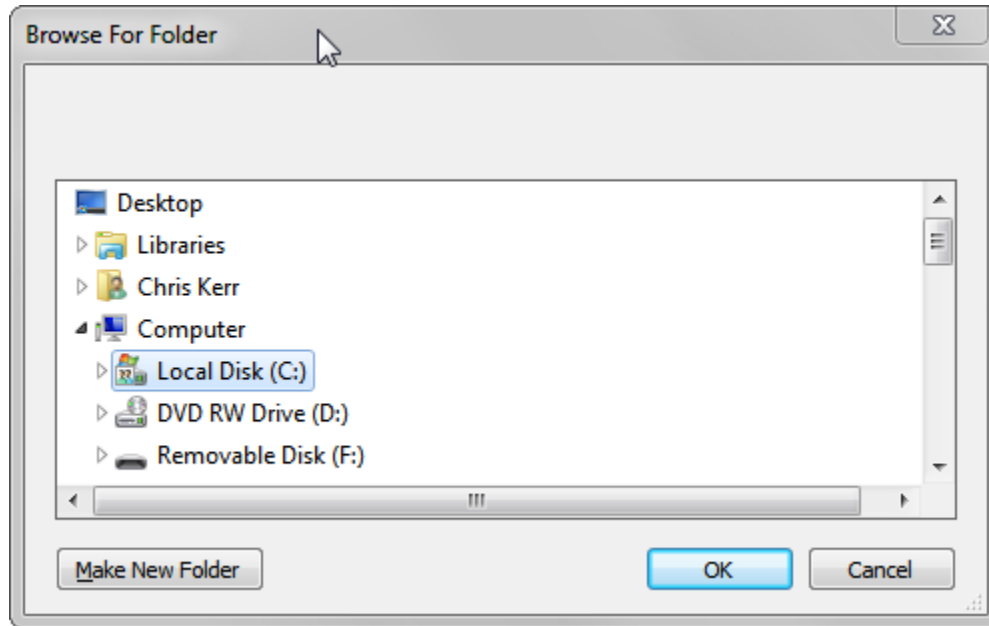 Browse For Folder
Desktop
Libraries
Chris Kerr
Computer
Local Disk (C:)
DVD RW Drive (D:)
Removable Disk (F:)
Make New Folder
OK
Cancel